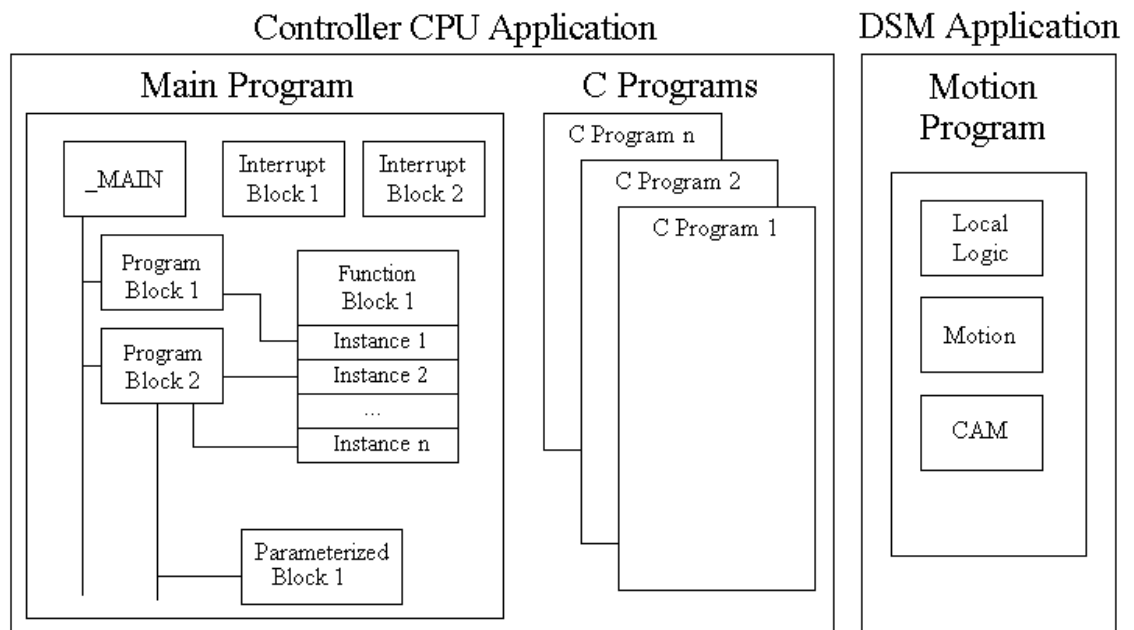 Controller CPU Application
DSM Application
Main Program
C Programs
Motion
Program
_MAIN
Interrupt
Block 1
Interrupt
Block 2
Program
Block 1
Program
Block 2
Function
Block 1
Instance 1
Instance 2
...
Instance n
Parameterized
Block 1
C Program n
C Program 2
C Program 1
Local
Logic
Motion
CAM